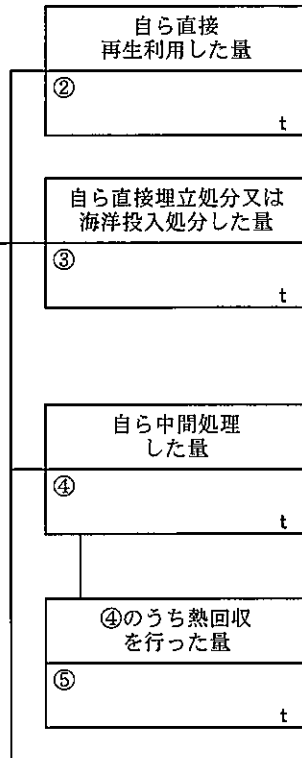 自ら直接
再生利用した量
②
t
自ら直接埋立処分又は
海洋投入処分した量
③
t
自ら中間処理
した量
④
t
④のうち熱回収
を行った量
⑤
t